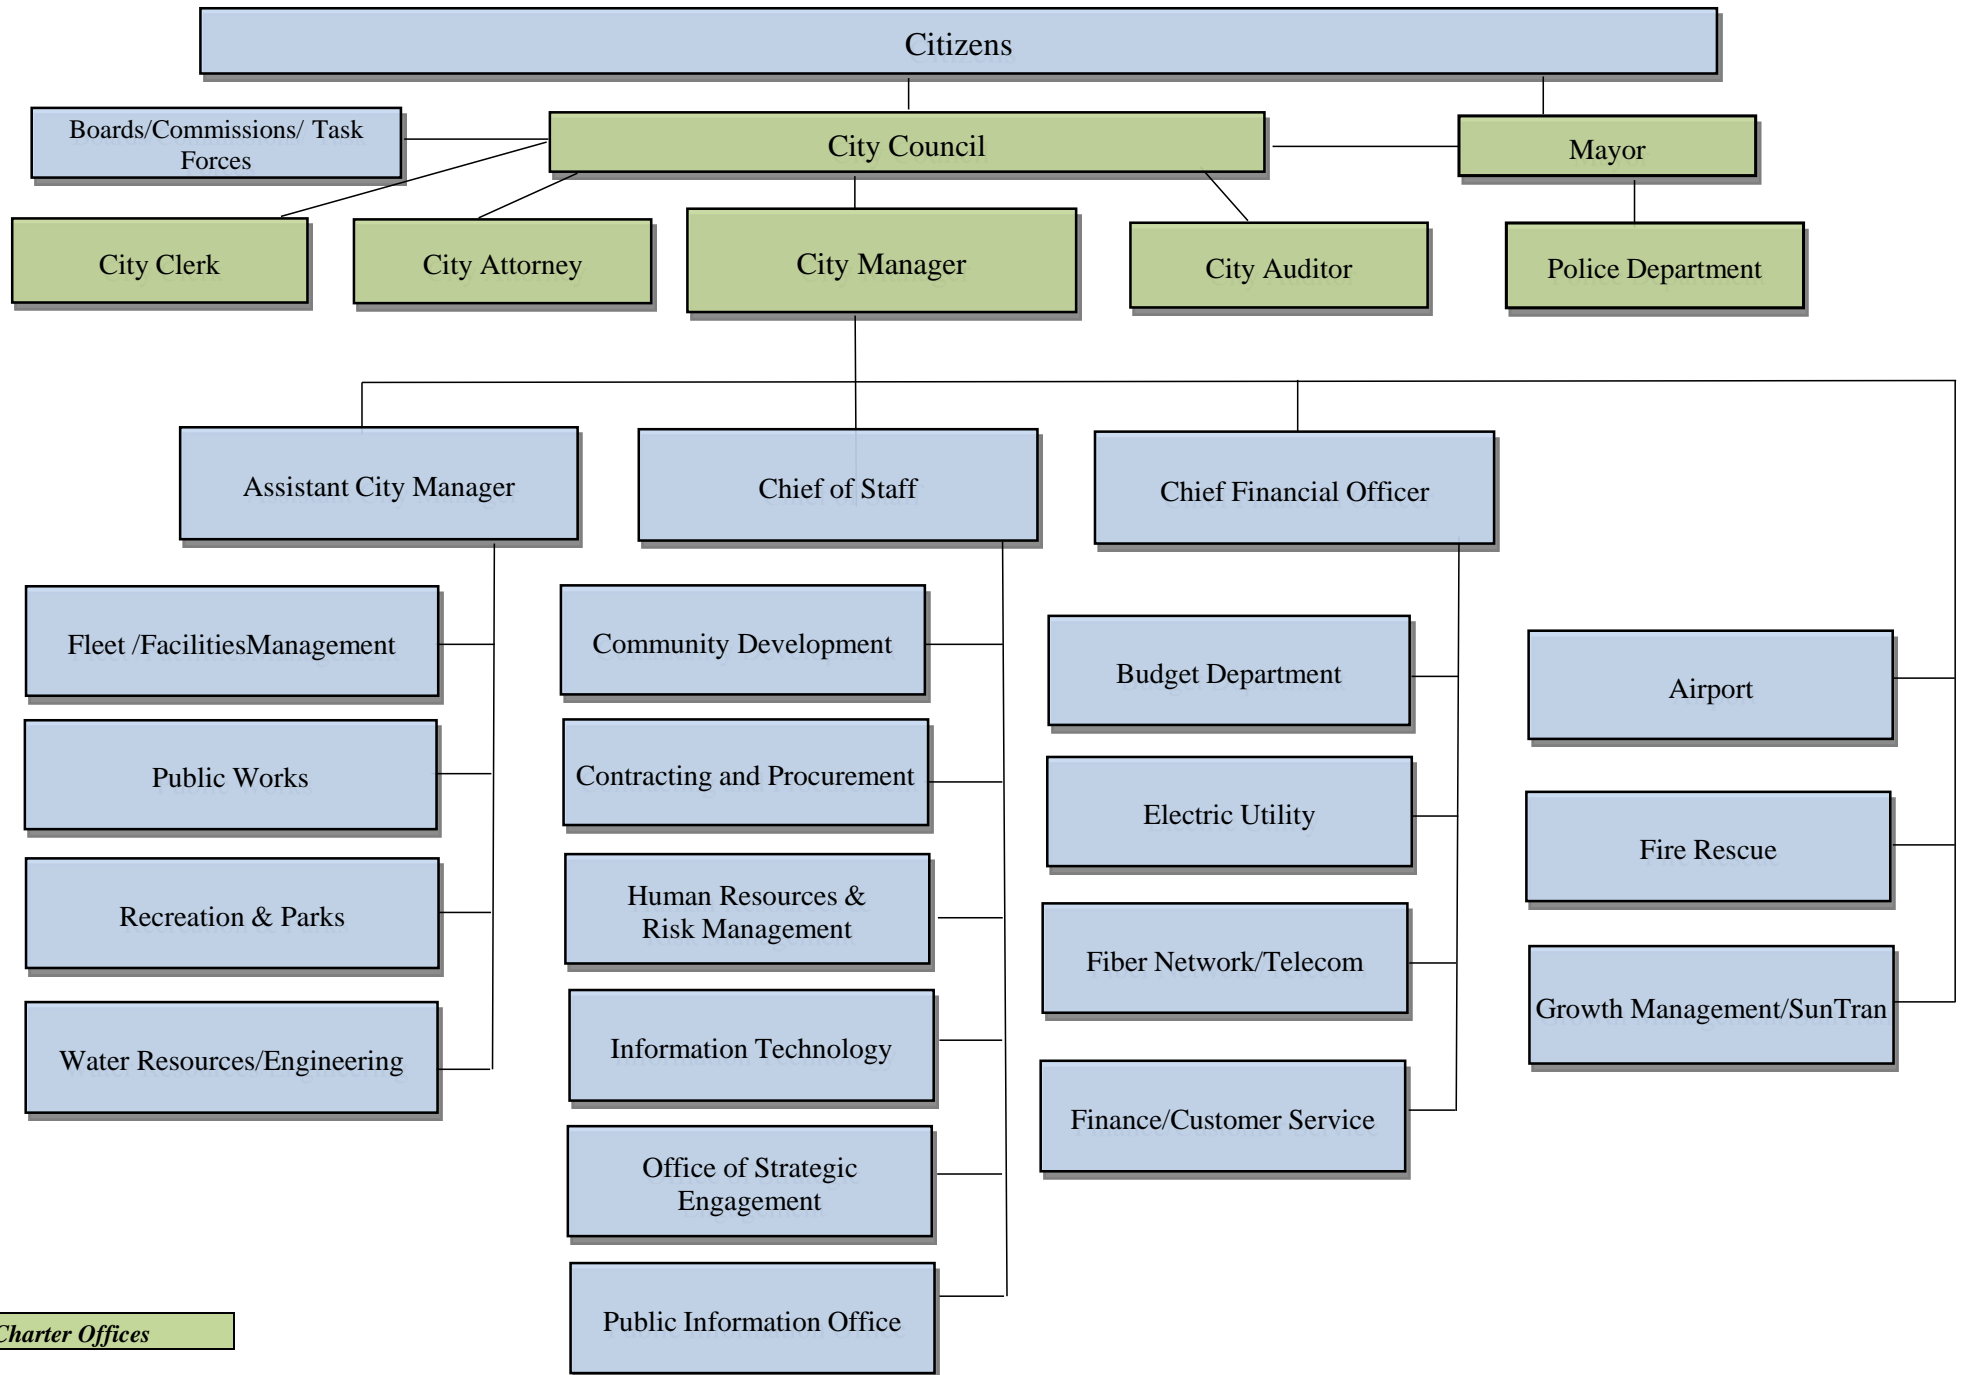 Citizens
Boards/Commissions/ Task
Forces
City Council
Mayor
City Clerk
City Attorney
City Manager
City Auditor
Police Department
Assistant City Manager
Chief of Staff
Chief Financial Officer
Fleet /FacilitiesManagement
Public Works
Recreation & Parks
Water Resources/Engineering
Community Development
Contracting and Procurement
Human Resources &
Risk Management
Information Technology
Office of Strategic
Engagement
Public Information Office
Budget Department
Electric Utility
Fiber Network/Telecom
Finance/Customer Service
Airport
Fire Rescue
Growth Management/SunTran
Charter Offices